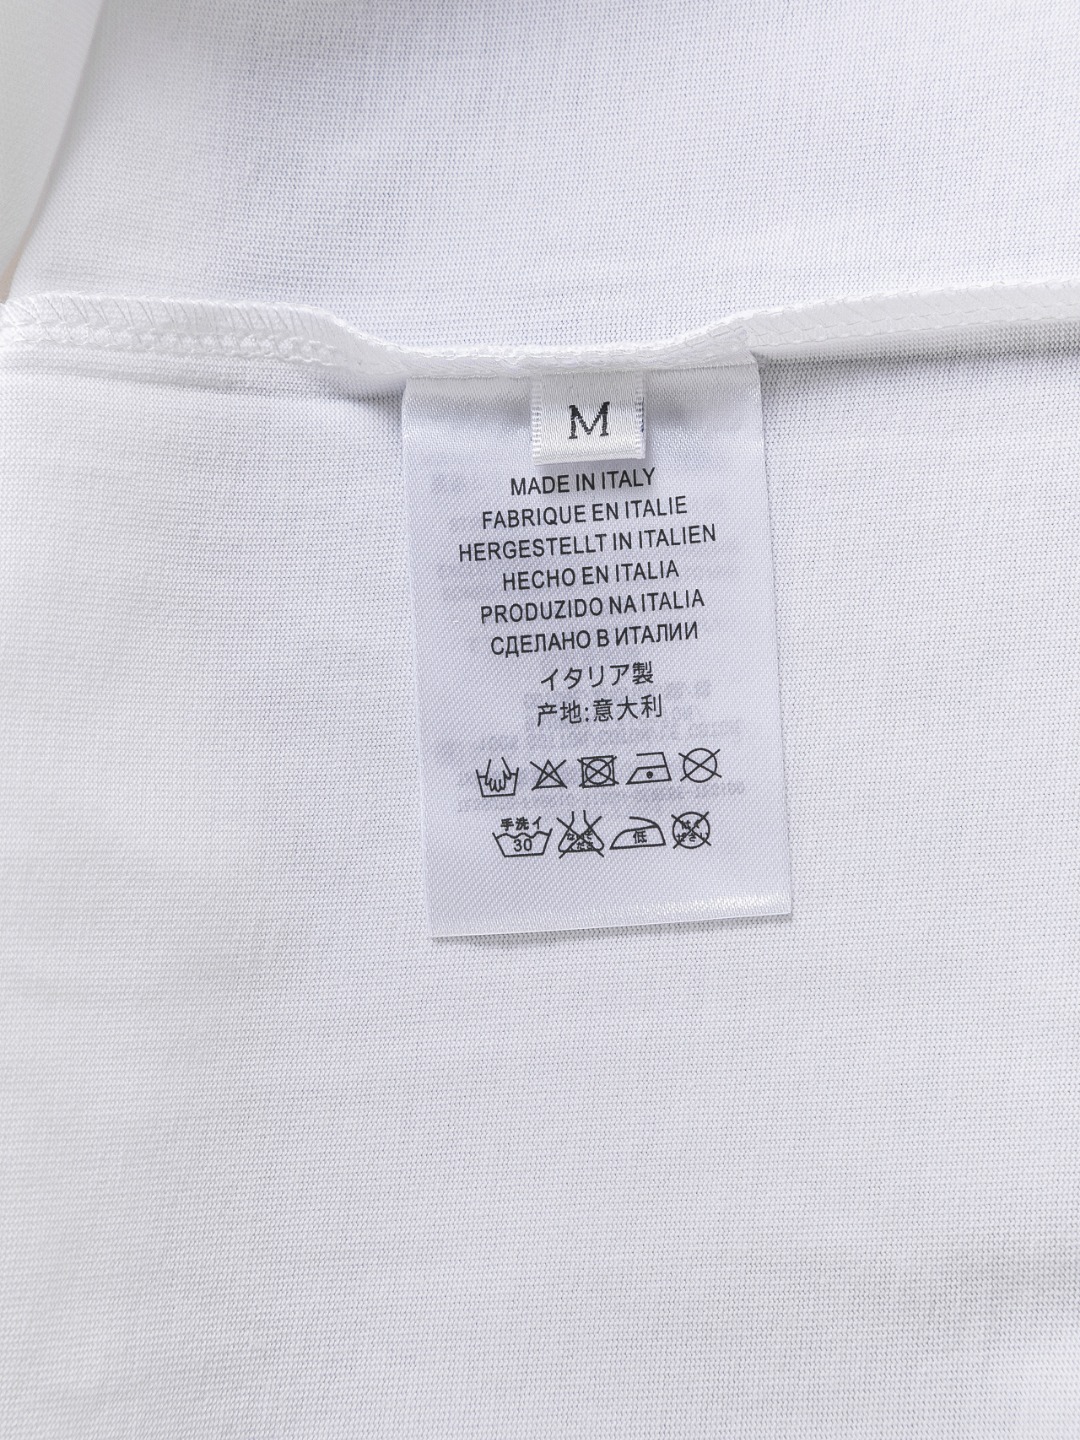 M
MADE IN ITALY
FABRIQUE EN ITALIE
HERGESTELLT IN ITALIEN
HECHO EN ITALIA
PRODUZIDO NA ITALIA
СДЕЛАНО В ИТАЛИИ
イタリア製
产地:意大利
手洗イ
30
低